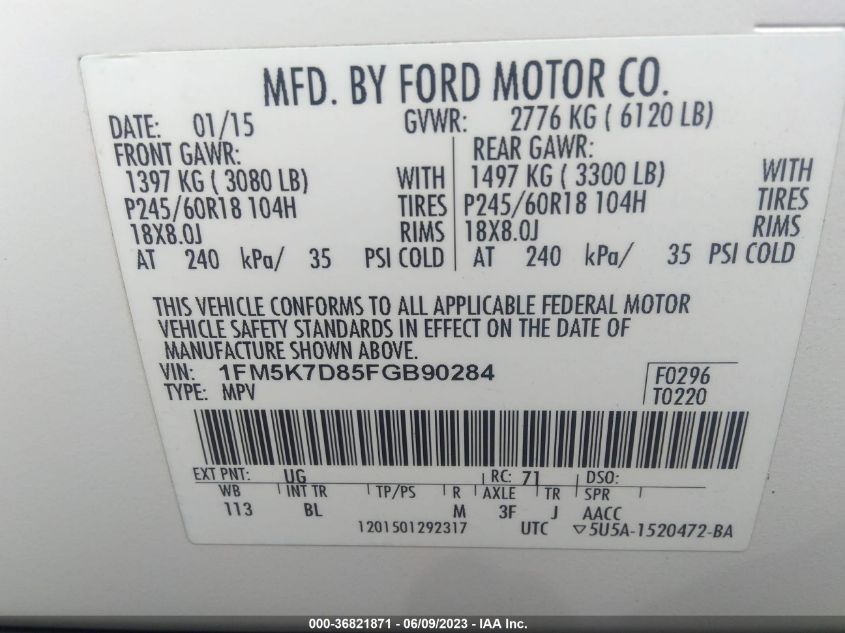 MFD. BY FORD MOTOR CO.
DATE: 01/15 GVWR: 2776 KG ( 6120 LB)
FRONT GAWR: REAR GAWR:
1397 KG ( 3080 LB) WITH 1497 KG ( 3300 LB) WITH
P245/60R18 104H TIRES P245/60R18 104H TIRES
18X8.0J RIMS 18X8.0J RIMS
AT 240 kPa/ 35 PSI COLD AT 240 kPa/ 35 PSI COLD
THIS VEHICLE CONFORMS TO ALL APPLICABLE FEDERAL MOTOR
VEHICLE SAFETY STANDARDS IN EFFECT ON THE DATE OF
MANUFACTURE SHOWN ABOVE.
VIN: 1FM5K7D85FGB90284 F0296
TYPE: MPV T0220
EXT PNT: UG RC: 71 DSO:
WB INT TR TP/PS R AXLE TR SPR
113 BL M 3F J AACC
1201501292317 UTC ▽5U5A-1520472-BA
000-36821871 - 06/09/2023 - IAA Inc.